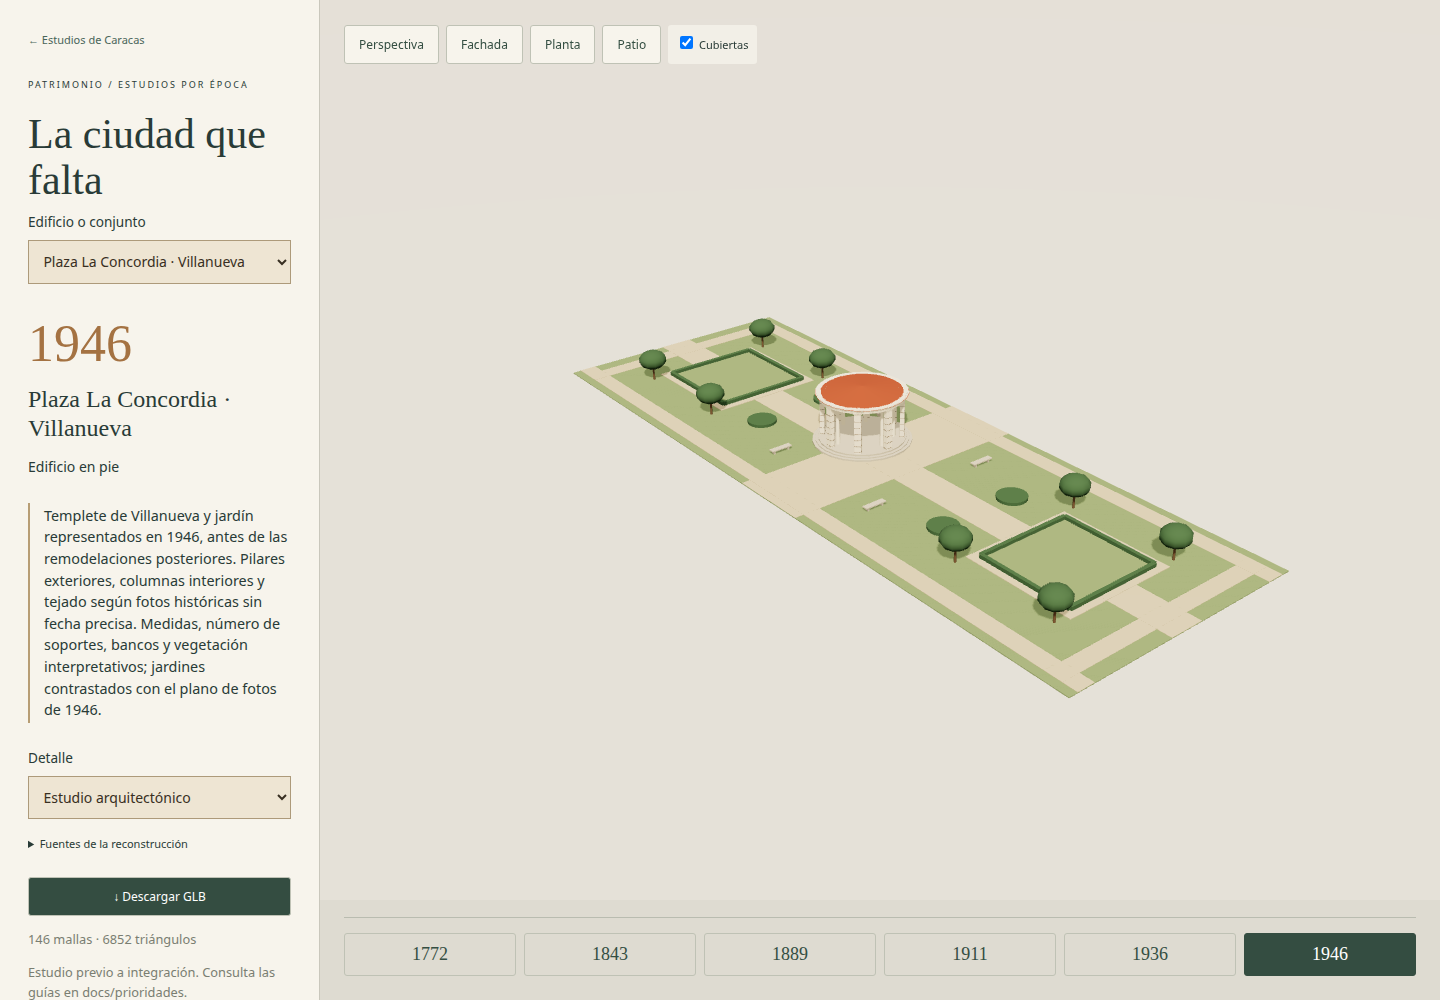 ← Estudios de Caracas
PATRIMONIO / ESTUDIOS POR ÉPOCA
La ciudad que
falta
Edificio o conjunto
Plaza La Concordia · Villanueva
1946
Plaza La Concordia ·
Villanueva
Edificio en pie
Templete de Villanueva y jardín
representados en 1946, antes de las
remodelaciones posteriores. Pilares
exteriores, columnas interiores y
tejado según fotos históricas sin
fecha precisa. Medidas, número de
soportes, bancos y vegetación
interpretativos; jardines
contrastados con el plano de fotos
de 1946.
Detalle
Estudio arquitectónico
▶ Fuentes de la reconstrucción
↓ Descargar GLB
146 mallas · 6852 triángulos
Estudio previo a integración. Consulta las
guías en docs/prioridades.
Perspectiva
Fachada
Planta
Patio
Cubiertas
1772
1843
1889
1911
1936
1946